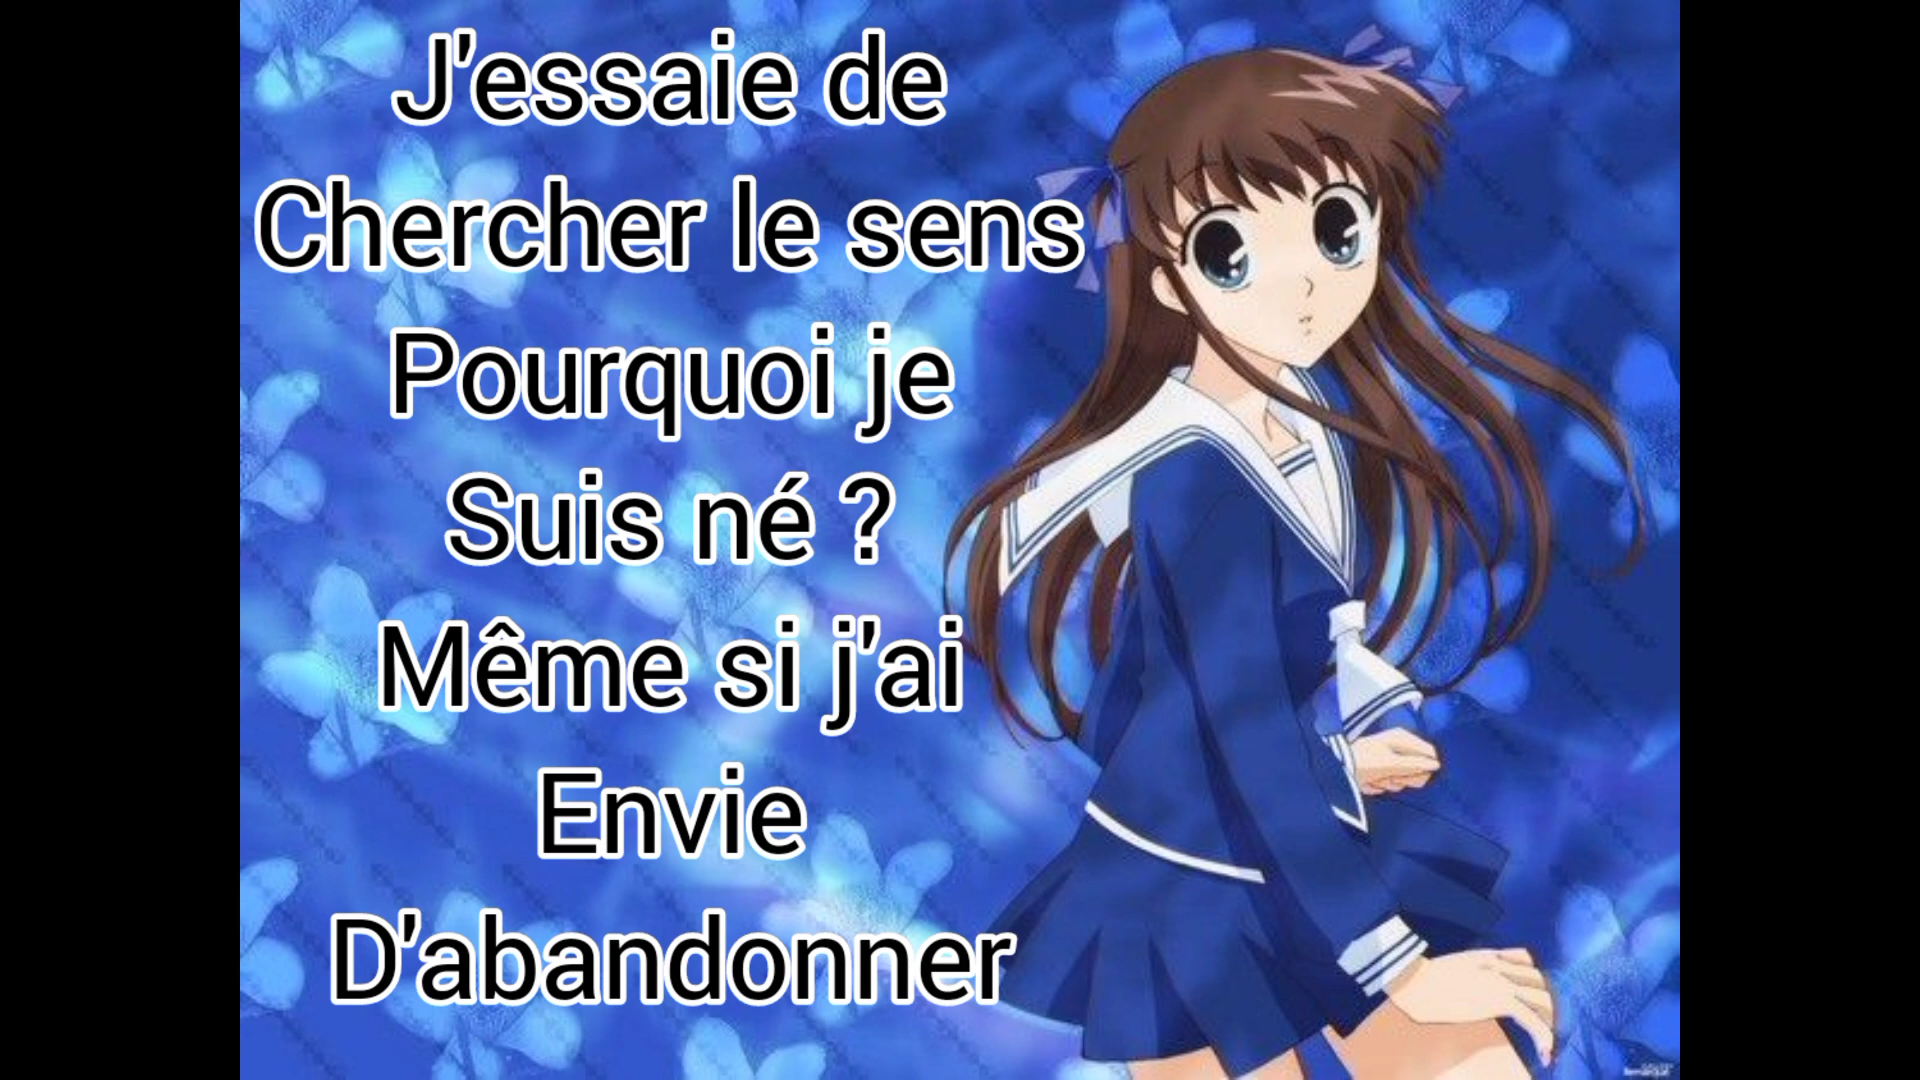 J'essaie de
Chercher le sens
Pourquoi je
Suis né ?
Même si j'ai
Envie
D'abandonner